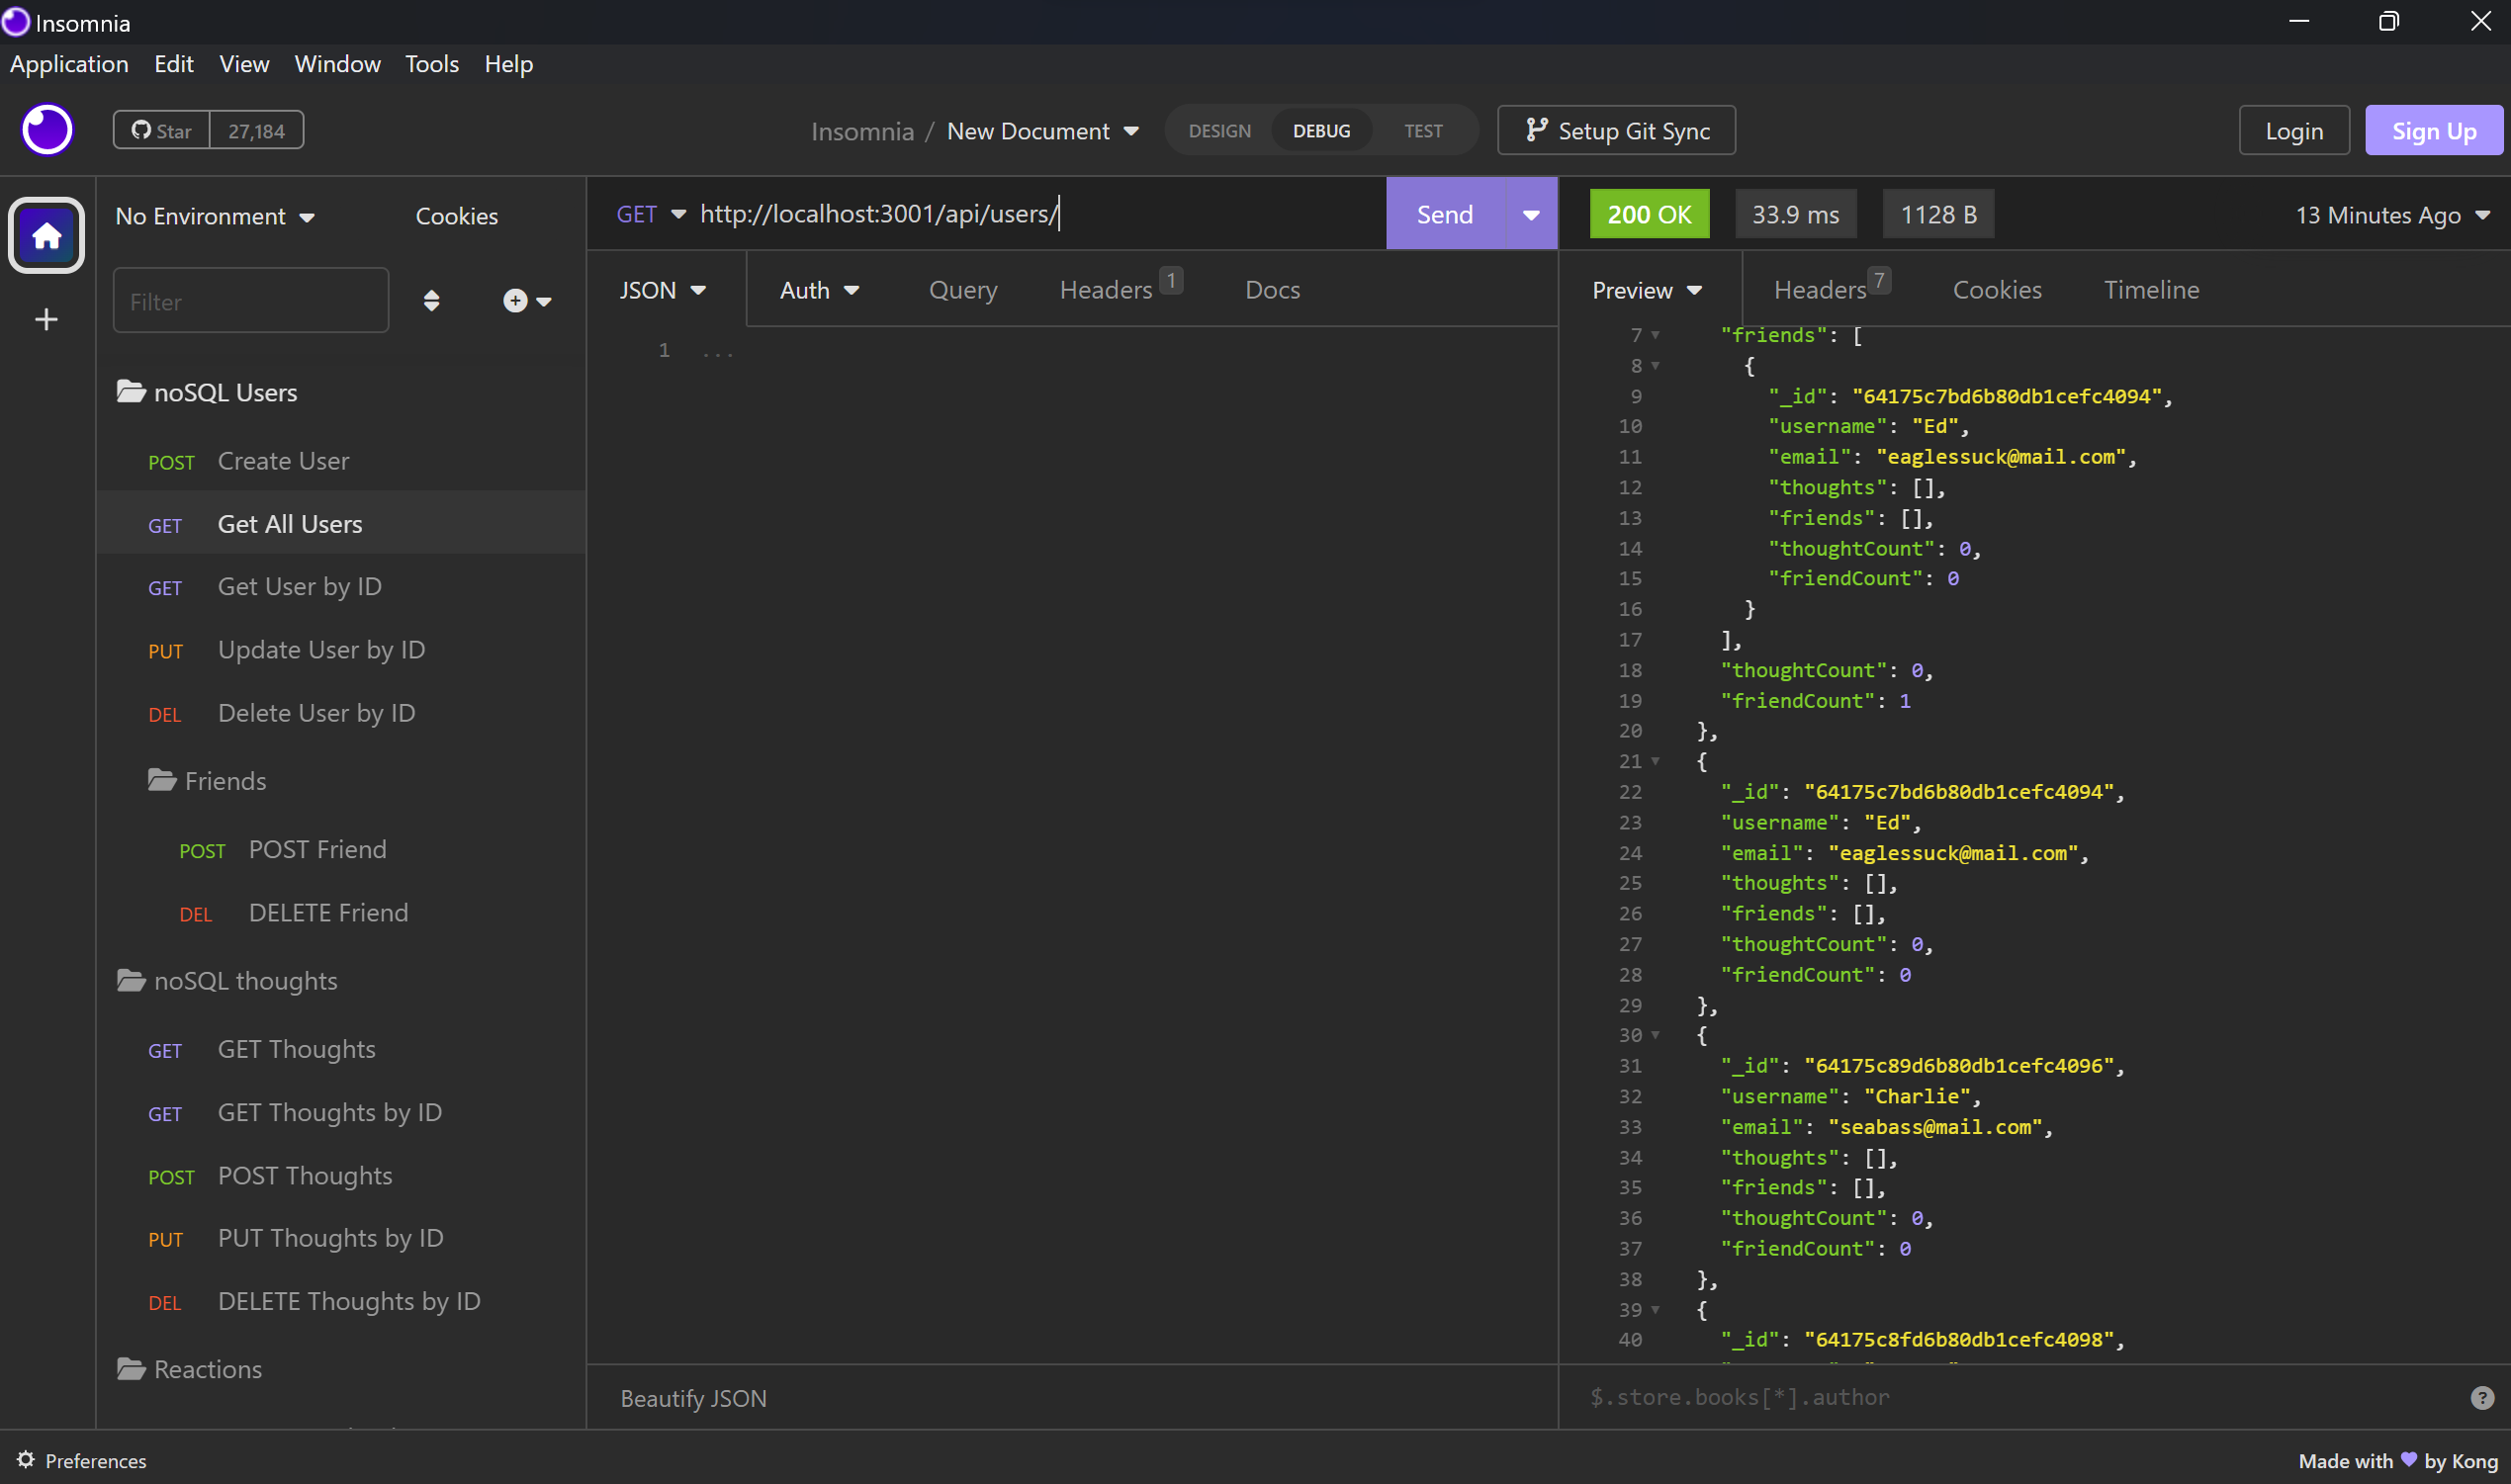 Insomnia
Application Edit View Window Tools Help
Star 27,184
Insomnia / New Document
DESIGN DEBUG TEST
Setup Git Sync
Login
Sign Up
No Environment
Cookies
Filter
noSQL Users
POST Create User
GET Get All Users
GET Get User by ID
PUT Update User by ID
DEL Delete User by ID
Friends
POST POST Friend
DEL DELETE Friend
noSQL thoughts
GET GET Thoughts
GET GET Thoughts by ID
POST POST Thoughts
PUT PUT Thoughts by ID
DEL DELETE Thoughts by ID
Reactions
GET http://localhost:3001/api/users/
Send
JSON Auth Query Headers 1 Docs
1 ...
Beautify JSON
200 OK 33.9 ms 1128 B 13 Minutes Ago
Preview Headers 7 Cookies Timeline
7 "friends": [
8 {
9 "_id": "64175c7bd6b80db1cefc4094",
10 "username": "Ed",
11 "email": "eaglessuck@mail.com",
12 "thoughts": [],
13 "friends": [],
14 "thoughtCount": 0,
15 "friendCount": 0
16 }
17 ],
18 "thoughtCount": 0,
19 "friendCount": 1
20 },
21 {
22 "_id": "64175c7bd6b80db1cefc4094",
23 "username": "Ed",
24 "email": "eaglessuck@mail.com",
25 "thoughts": [],
26 "friends": [],
27 "thoughtCount": 0,
28 "friendCount": 0
29 },
30 {
31 "_id": "64175c89d6b80db1cefc4096",
32 "username": "Charlie",
33 "email": "seabass@mail.com",
34 "thoughts": [],
35 "friends": [],
36 "thoughtCount": 0,
37 "friendCount": 0
38 },
39 {
40 "_id": "64175c8fd6b80db1cefc4098",
$.store.books[*].author
Preferences
Made with by Kong